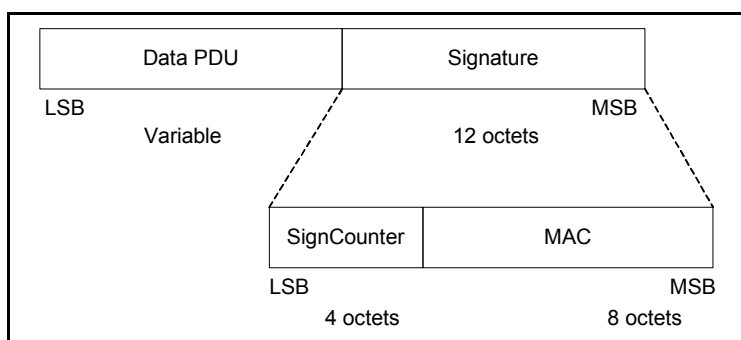 Data PDU Signature
LSB MSB
Variable 12 octets
SignCounter MAC
LSB MSB
4 octets 8 octets